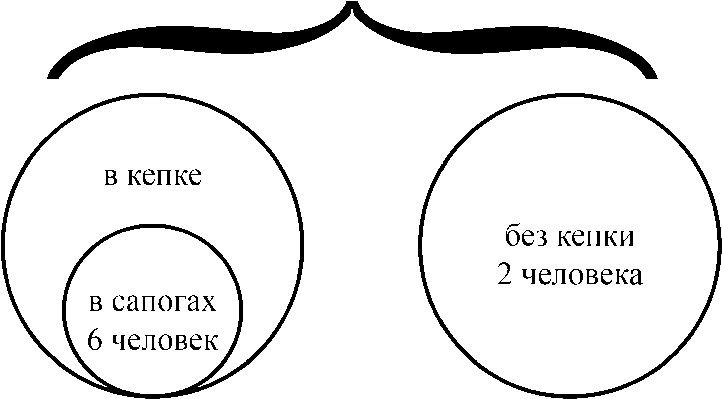 в кепке
в сапогах
6 человек
без кепки
2 человека